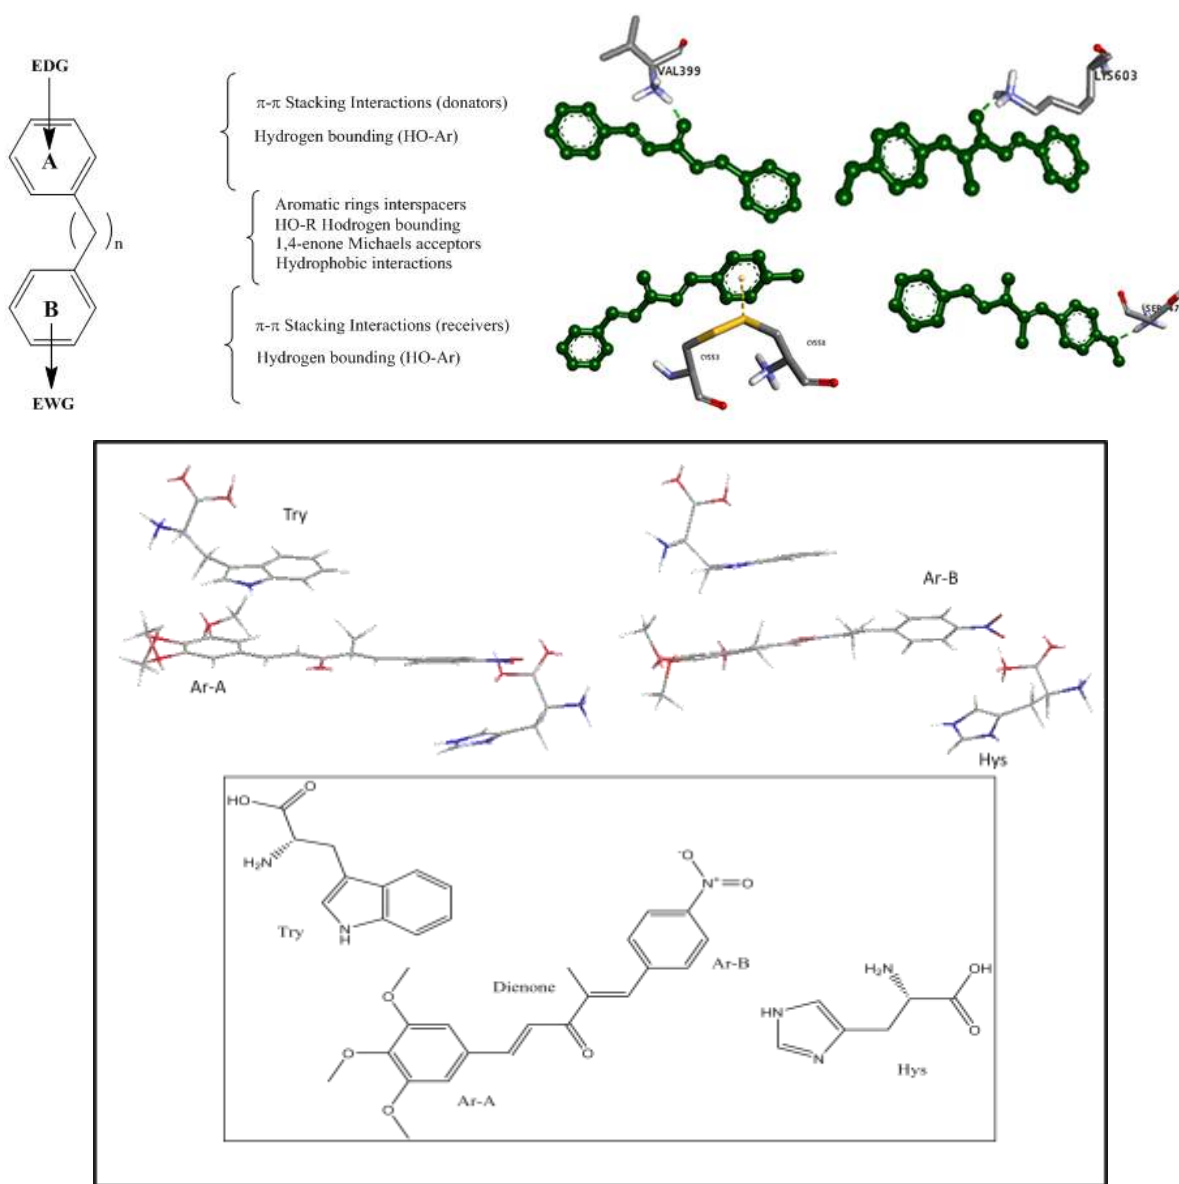 EDG
A
n
B
EWG
π-π Stacking Interactions (donators)
Hydrogen bounding (HO-Ar)
Aromatic rings interspacers
HO-R Hodrogen bounding
1,4-enone Michaels acceptors
Hydrophobic interactions
π-π Stacking Interactions (receivers)
Hydrogen bounding (HO-Ar)
VAL399
LYS603
CYS53
Try
Ar-A
Ar-B
Hys
HO
O
H₂N
N
H
Try
⁻O
N⁺
O
Ar-B
Dienone
O
O
O
O
Ar-A
H₂N
OH
O
HN
N
Hys